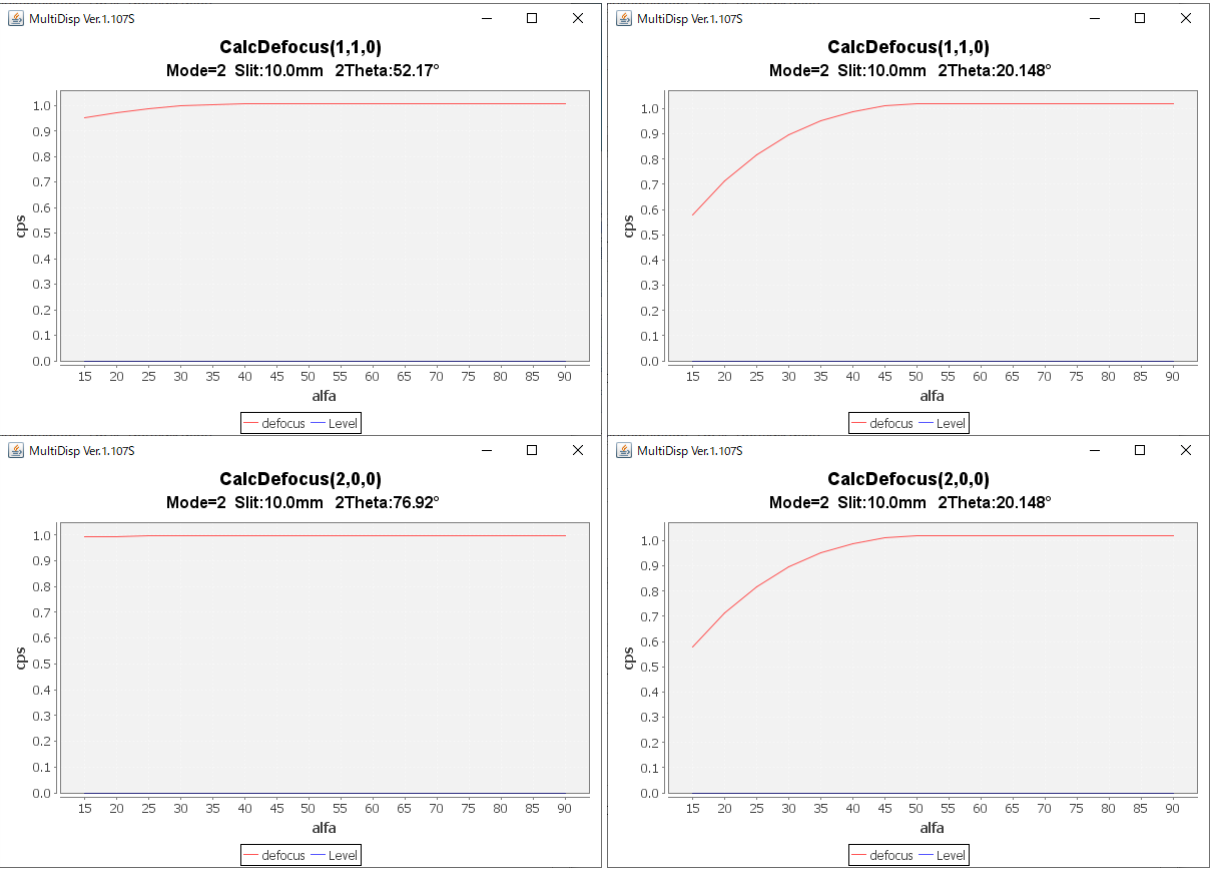 MultiDisp Ver.1.107S
CalcDefocus(1,1,0)
Mode=2 Slit:10.0mm 2Theta:52.17°
cps
1.0
0.9
0.8
0.7
0.6
0.5
0.4
0.3
0.2
0.1
0.0
15 20 25 30 35 40 45 50 55 60 65 70 75 80 85 90
alfa
defocus Level
MultiDisp Ver.1.107S
CalcDefocus(1,1,0)
Mode=2 Slit:10.0mm 2Theta:20.148°
cps
1.0
0.9
0.8
0.7
0.6
0.5
0.4
0.3
0.2
0.1
0.0
15 20 25 30 35 40 45 50 55 60 65 70 75 80 85 90
alfa
defocus Level
MultiDisp Ver.1.107S
CalcDefocus(2,0,0)
Mode=2 Slit:10.0mm 2Theta:76.92°
cps
1.0
0.9
0.8
0.7
0.6
0.5
0.4
0.3
0.2
0.1
0.0
15 20 25 30 35 40 45 50 55 60 65 70 75 80 85 90
alfa
defocus Level
MultiDisp Ver.1.107S
CalcDefocus(2,0,0)
Mode=2 Slit:10.0mm 2Theta:20.148°
cps
1.0
0.9
0.8
0.7
0.6
0.5
0.4
0.3
0.2
0.1
0.0
15 20 25 30 35 40 45 50 55 60 65 70 75 80 85 90
alfa
defocus Level